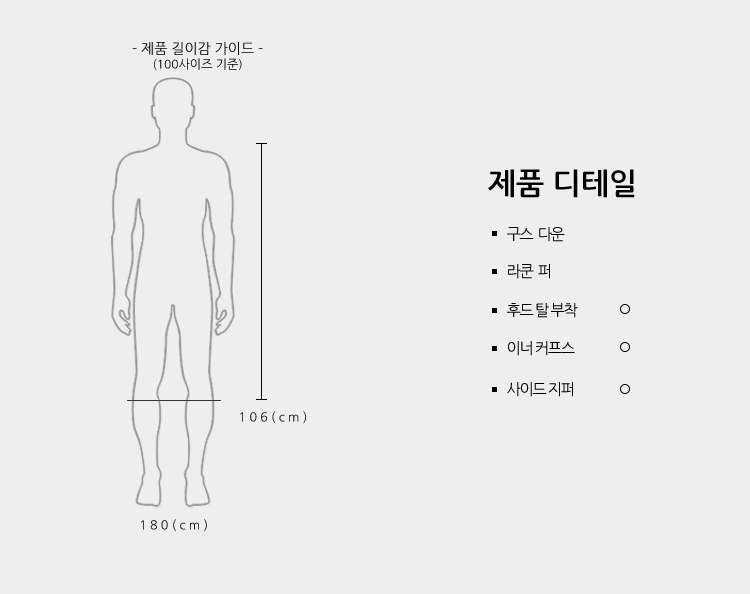 - 제품 길이감 가이드 -
(100사이즈 기준)
106(cm)
180(cm)
제품 디테일
▪ 구스 다운
▪ 라쿤 퍼
▪ 후드 탈 부착 ○
▪ 이너 커프스 ○
▪ 사이드 지퍼 ○